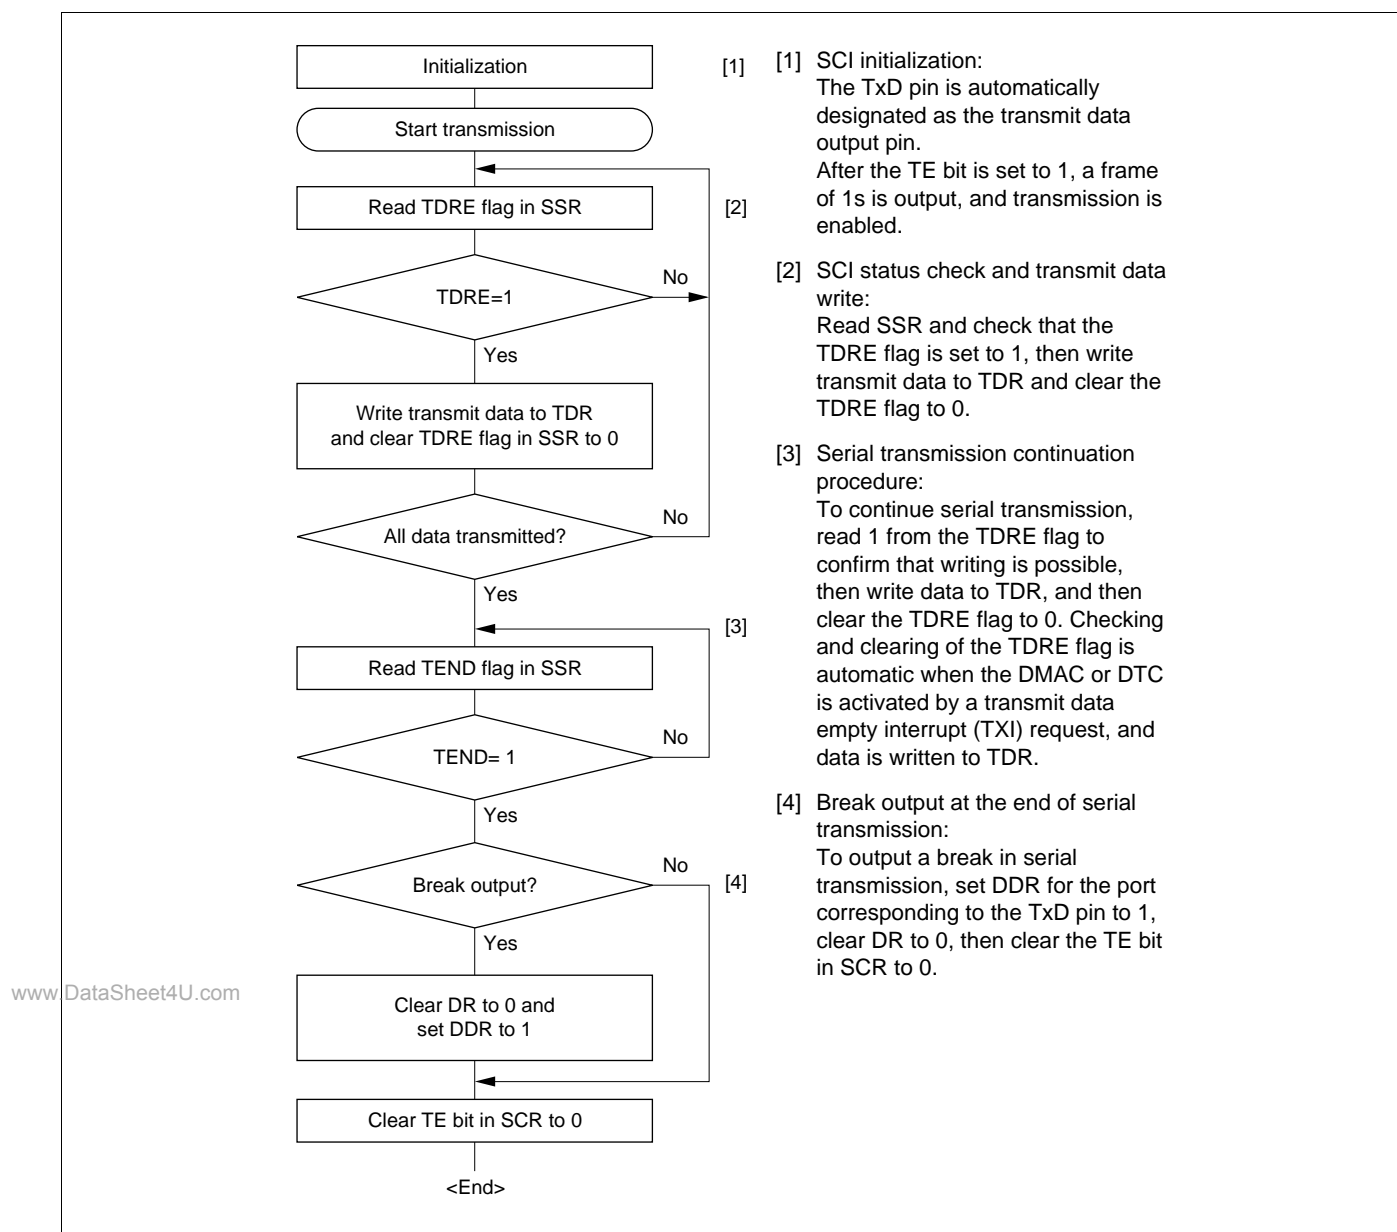 Initialization
[1]
Start transmission
Read TDRE flag in SSR
[2]
TDRE=1
No
Yes
Write transmit data to TDR
and clear TDRE flag in SSR to 0
All data transmitted?
No
Yes
[3]
Read TEND flag in SSR
TEND= 1
No
Yes
Break output?
No
[4]
Yes
Clear DR to 0 and
set DDR to 1
Clear TE bit in SCR to 0
<End>
[1] SCI initialization:
The TxD pin is automatically
designated as the transmit data
output pin.
After the TE bit is set to 1, a frame
of 1s is output, and transmission is
enabled.
[2] SCI status check and transmit data
write:
Read SSR and check that the
TDRE flag is set to 1, then write
transmit data to TDR and clear the
TDRE flag to 0.
[3] Serial transmission continuation
procedure:
To continue serial transmission,
read 1 from the TDRE flag to
confirm that writing is possible,
then write data to TDR, and then
clear the TDRE flag to 0. Checking
and clearing of the TDRE flag is
automatic when the DMAC or DTC
is activated by a transmit data
empty interrupt (TXI) request, and
data is written to TDR.
[4] Break output at the end of serial
transmission:
To output a break in serial
transmission, set DDR for the port
corresponding to the TxD pin to 1,
clear DR to 0, then clear the TE bit
in SCR to 0.
www.DataSheet4U.com